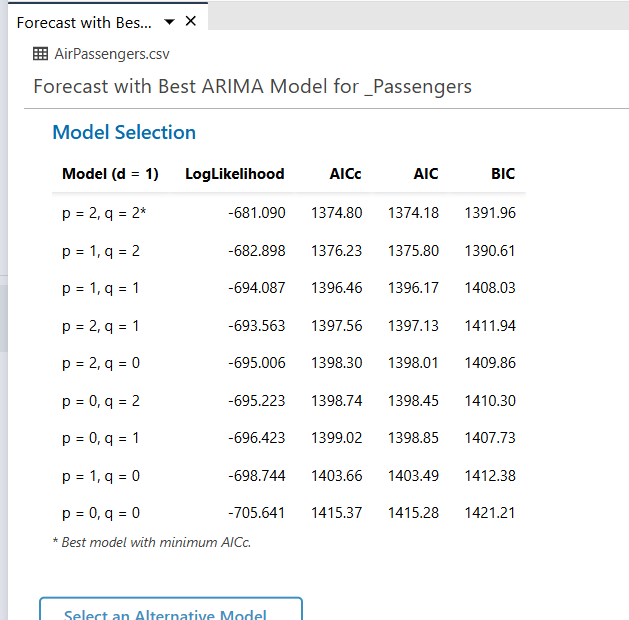 Forecast with Bes...
AirPassengers.csv
Forecast with Best ARIMA Model for _Passengers
Model Selection
Model (d = 1) LogLikelihood AICc AIC BIC
p = 2, q = 2* -681.090 1374.80 1374.18 1391.96
p = 1, q = 2 -682.898 1376.23 1375.80 1390.61
p = 1, q = 1 -694.087 1396.46 1396.17 1408.03
p = 2, q = 1 -693.563 1397.56 1397.13 1411.94
p = 2, q = 0 -695.006 1398.30 1398.01 1409.86
p = 0, q = 2 -695.223 1398.74 1398.45 1410.30
p = 0, q = 1 -696.423 1399.02 1398.85 1407.73
p = 1, q = 0 -698.744 1403.66 1403.49 1412.38
p = 0, q = 0 -705.641 1415.37 1415.28 1421.21
* Best model with minimum AICc.
Select an Alternative Model